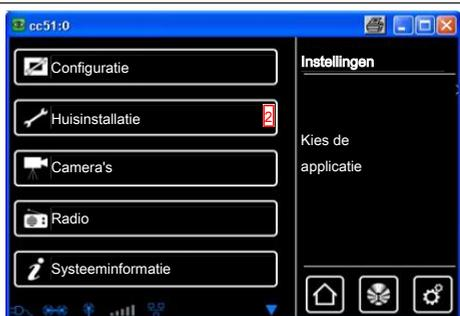 cc51:0
Configuratie
Instellingen
Huisinstallatie
2
Kies de
applicatie
Camera's
Radio
Systeeminformatie